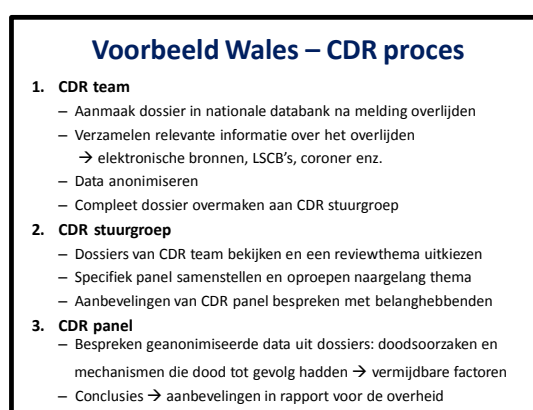 Voorbeeld Wales – CDR proces
1. CDR team
– Aanmaak dossier in nationale databank na melding overlijden
– Verzamelen relevante informatie over het overlijden
→ elektronische bronnen, LSCB's, coroner enz.
– Data anonimiseren
– Compleet dossier overmaken aan CDR stuurgroep
2. CDR stuurgroep
– Dossiers van CDR team bekijken en een reviewthema uitkiezen
– Specifiek panel samenstellen en oproepen naargelang thema
– Aanbevelingen van CDR panel bespreken met belanghebbenden
3. CDR panel
– Bespreken geanonimiseerde data uit dossiers: doodsoorzaken en
mechanismen die dood tot gevolg hadden → vermijdbare factoren
– Conclusies → aanbevelingen in rapport voor de overheid